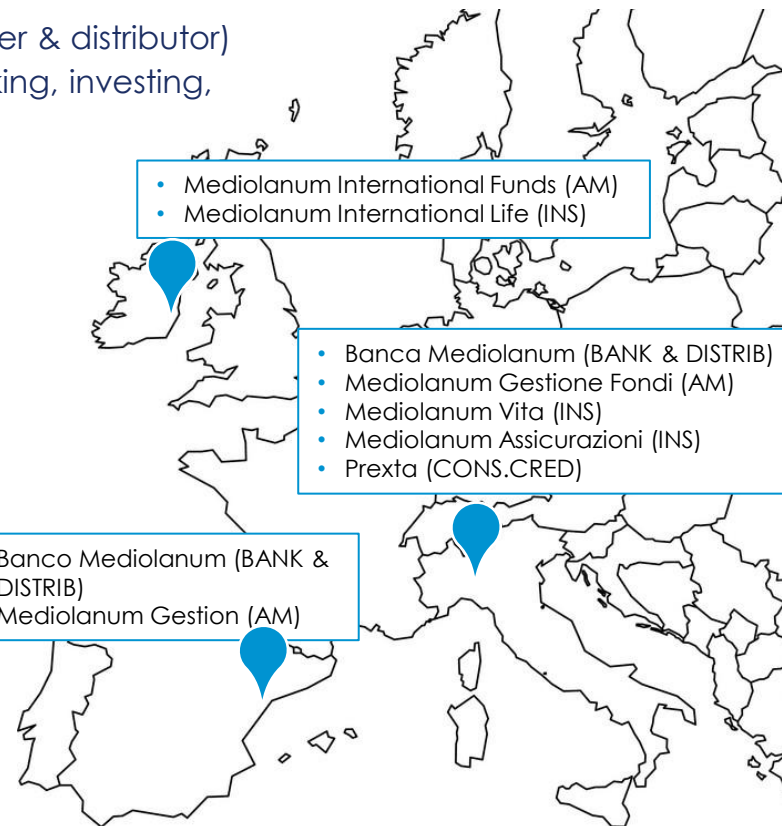 er & distributor)
king, investing,
• Mediolanum International Funds (AM)
• Mediolanum International Life (INS)
• Banca Mediolanum (BANK & DISTRIB)
• Mediolanum Gestione Fondi (AM)
• Mediolanum Vita (INS)
• Mediolanum Assicurazioni (INS)
• Prexta (CONS.CRED)
Banco Mediolanum (BANK &
DISTRIB)
Mediolanum Gestion (AM)